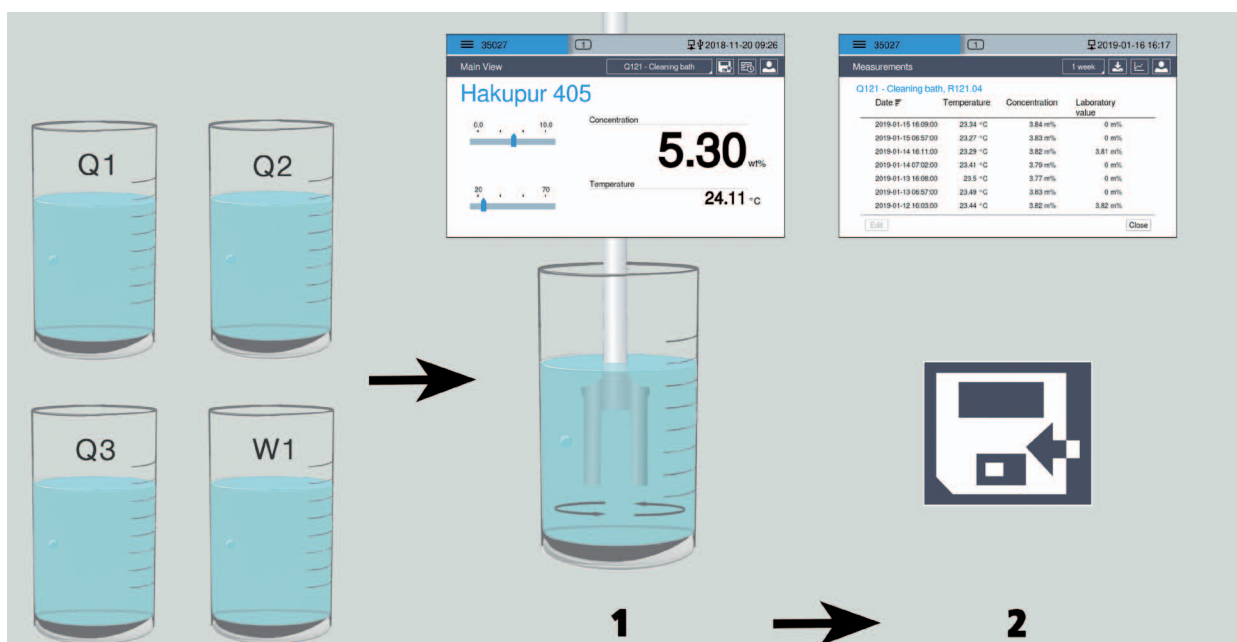 35027
1
2018-11-20 09:26
Main View
Q121 - Cleaning bath
Hakupur 405
0.0
10.0
Concentration
5.30 wt%
20
70
Temperature
24.11 °C
35027
1
2019-01-16 16:17
Measurements
1 week
Q121 - Cleaning bath, R121.04
Date Temperature Concentration Laboratory
value
2019-01-15 16:09:00 23.34 °C 3.84 m% 0 m%
2019-01-15 06:57:00 23.27 °C 3.83 m% 0 m%
2019-01-14 16:11:00 23.29 °C 3.82 m% 3.81 m%
2019-01-14 07:02:00 23.41 °C 3.79 m% 0 m%
2019-01-13 16:08:00 23.5 °C 3.77 m% 0 m%
2019-01-13 06:57:00 23.49 °C 3.83 m% 0 m%
2019-01-12 16:03:00 23.44 °C 3.82 m% 3.82 m%
Edit
Close
Q1
Q2
Q3
W1
1
2